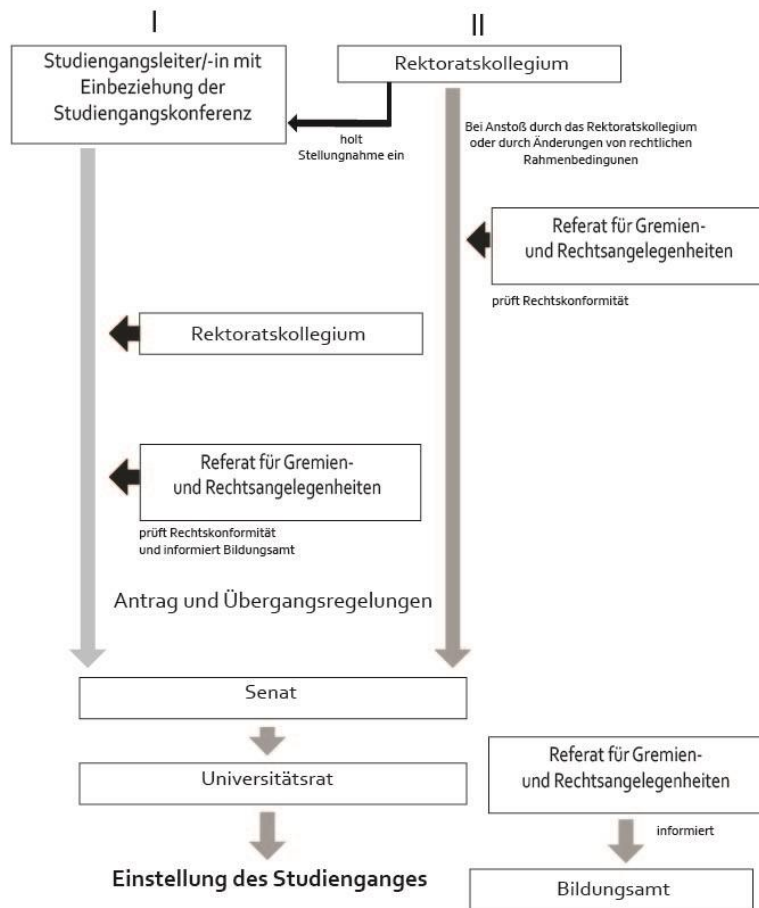 I
II
Studiengangsleiter/-in mit
Einbeziehung der
Studiengangskonferenz
Rektoratskollegium
holt
Stellungnahme ein
Bei Anstoß durch das Rektoratskollegium
oder durch Änderungen von rechtlichen
Rahmenbedingunen
Referat für Gremien-
und Rechtsangelegenheiten
prüft Rechtskonformität
Rektoratskollegium
Referat für Gremien-
und Rechtsangelegenheiten
prüft Rechtskonformität
und informiert Bildungsamt
Antrag und Übergangsregelungen
Senat
Universitätsrat
Referat für Gremien-
und Rechtsangelegenheiten
informiert
Einstellung des Studienganges
Bildungsamt